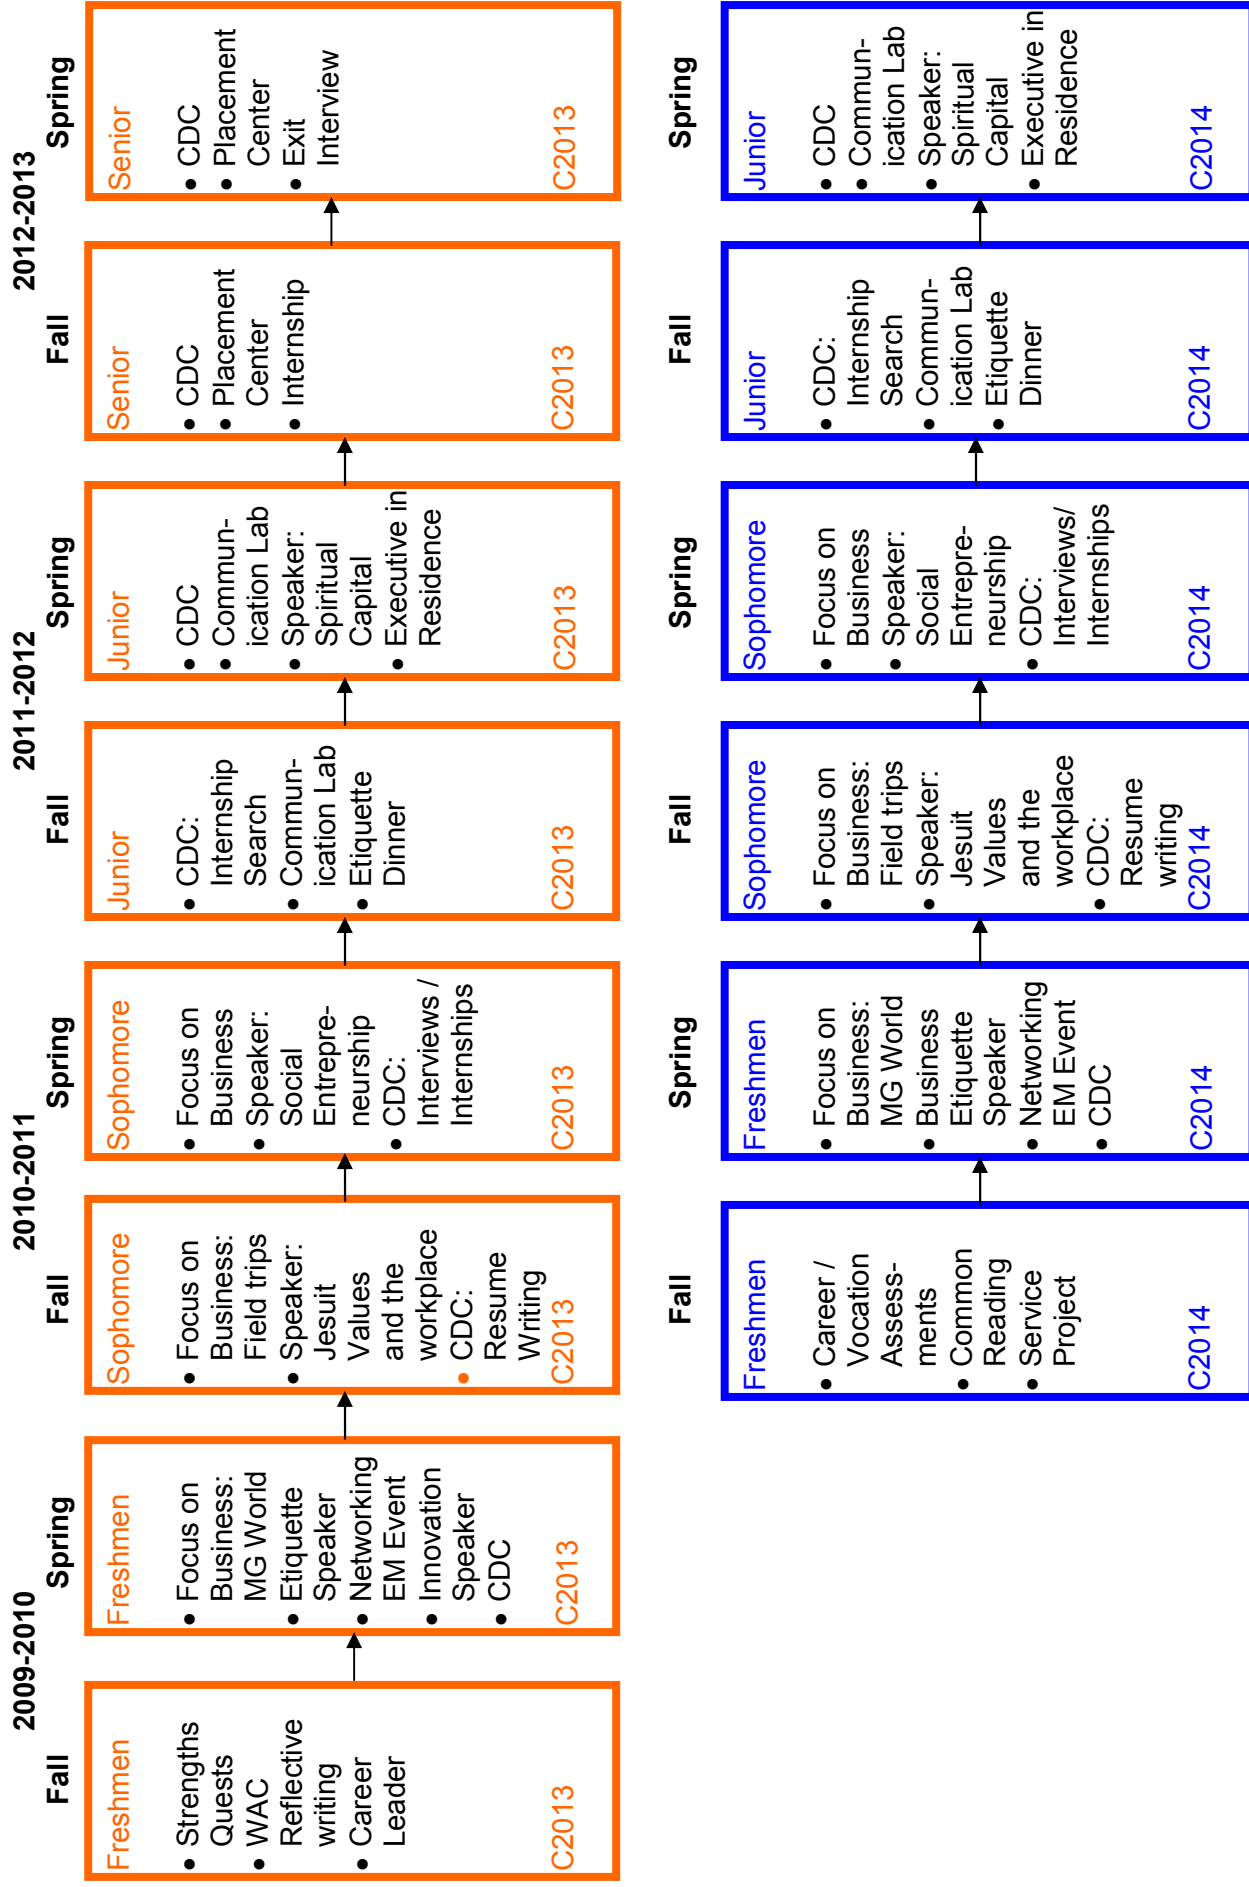 2009-2010
2010-2011
2011-2012
2012-2013
Fall
Spring
Fall
Spring
Fall
Spring
Fall
Spring
Freshmen
• Strengths
Quests
• WAC
Reflective
writing
• Career
Leader
C2013
Freshmen
• Focus on
Business:
MG World
• Etiquette
Speaker
• Networking
EM Event
• Innovation
Speaker
• CDC
C2013
Sophomore
• Focus on
Business:
Field trips
• Speaker:
Jesuit
Values
and the
workplace
• CDC:
Resume
Writing
C2013
Sophomore
• Focus on
Business
• Speaker:
Social
Entrepre-
neurship
• CDC:
Interviews /
Internships
C2013
Junior
• CDC:
Internship
Search
• Commun-
ication Lab
• Etiquette
Dinner
C2013
Junior
• CDC
• Commun-
ication Lab
• Speaker:
Spiritual
Capital
• Executive in
Residence
C2013
Senior
• CDC
• Placement
Center
• Internship
C2013
Senior
• CDC
• Placement
Center
• Exit
Interview
C2013
Fall
Spring
Fall
Spring
Fall
Spring
Freshmen
• Career /
Vocation
Assess-
ments
• Common
Reading
• Service
Project
C2014
Freshmen
• Focus on
Business:
MG World
• Business
Etiquette
Speaker
• Networking
EM Event
• CDC
C2014
Sophomore
• Focus on
Business:
Field trips
• Speaker:
Jesuit
Values
and the
workplace
• CDC:
Resume
writing
C2014
Sophomore
• Focus on
Business
• Speaker:
Social
Entrepre-
neurship
• CDC:
Interviews/
Internships
C2014
Junior
• CDC:
Internship
Search
• Commun-
ication Lab
• Etiquette
Dinner
C2014
Junior
• CDC
• Commun-
ication Lab
• Speaker:
Spiritual
Capital
• Executive in
Residence
C2014